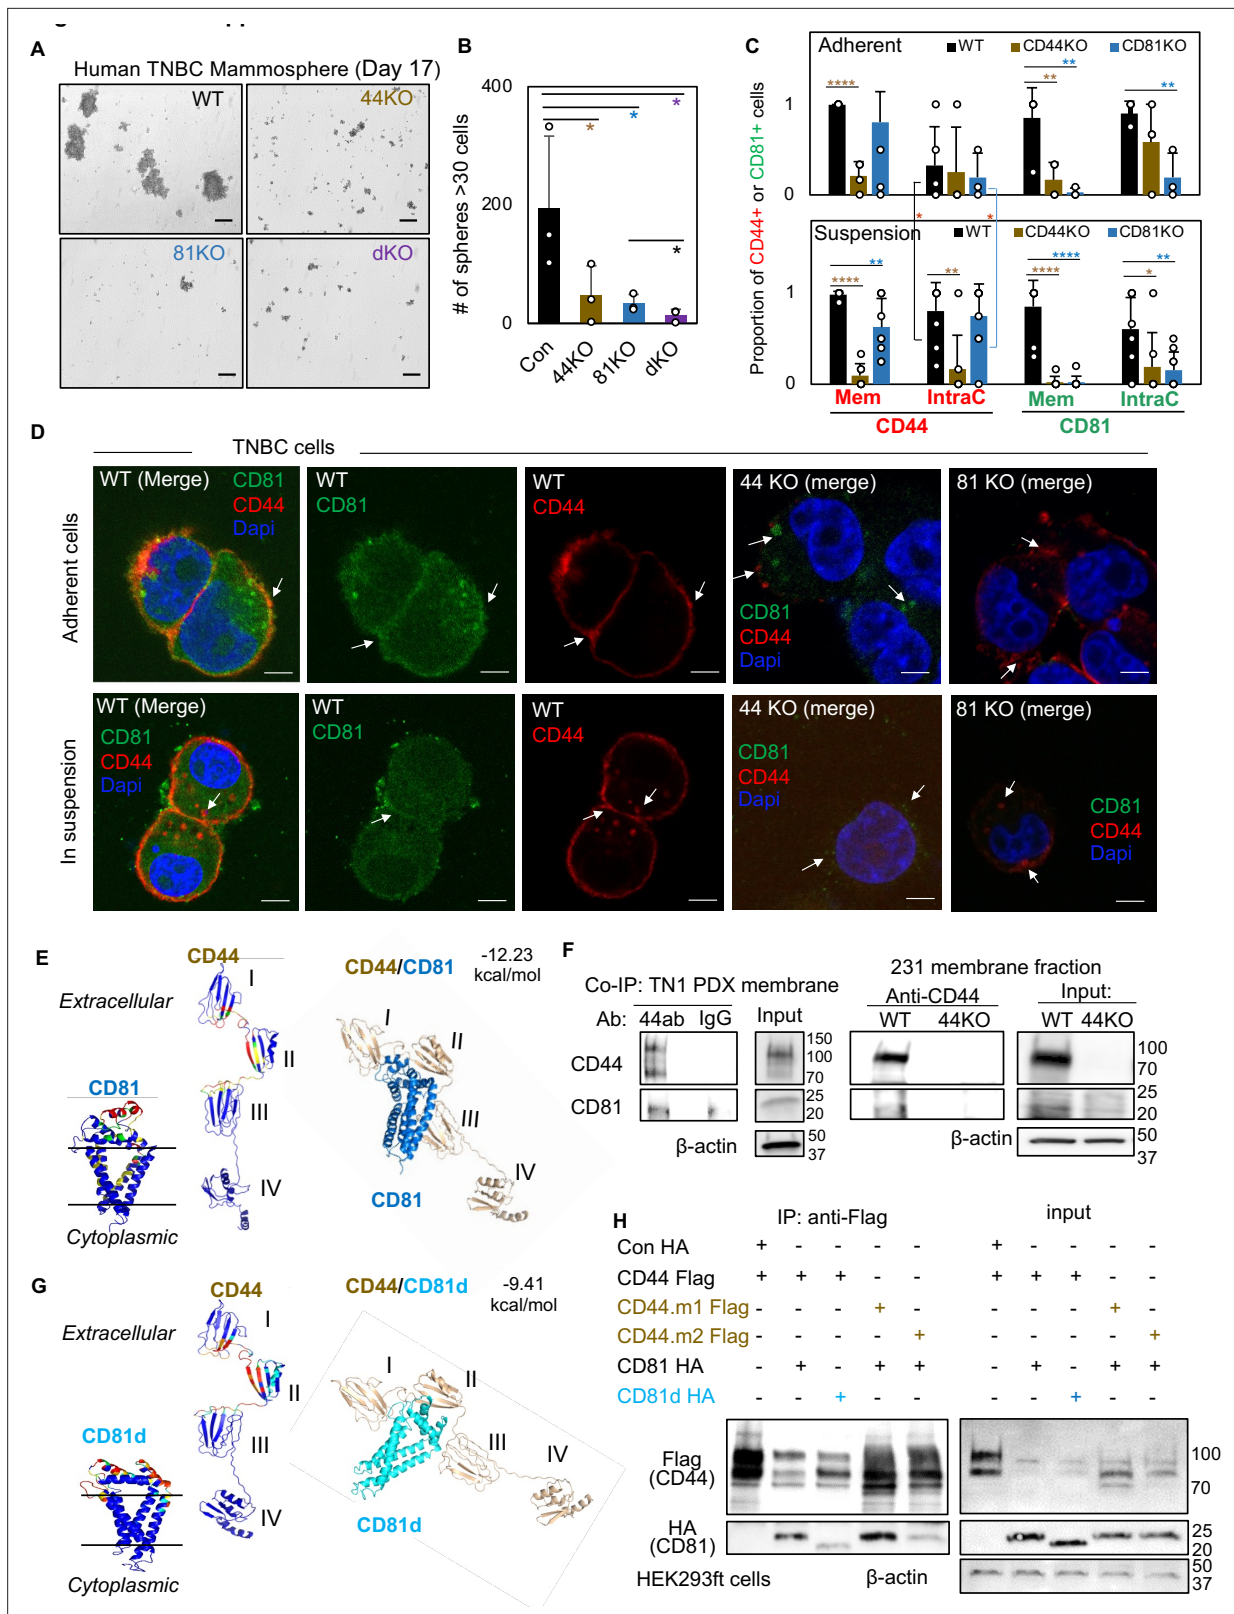 A
Human TNBC Mammosphere (Day 17)
WT
44KO
81KO
dKO
B
# of spheres >30 cells
400
200
0
*
*
*
*
Con
44KO
81KO
dKO
C
Proportion of CD44+ or CD81+ cells
Adherent
WT
CD44KO
CD81KO
1
0
****
**
**
**
*
*
Suspension
WT
CD44KO
CD81KO
1
0
****
**
**
****
****
*
**
Mem
IntraC
Mem
IntraC
CD44
CD81
D
TNBC cells
Adherent cells
WT (Merge)
CD81
CD44
Dapi
WT
CD81
WT
CD44
44 KO (merge)
CD81
CD44
Dapi
81 KO (merge)
In suspension
WT (Merge)
CD81
CD44
Dapi
WT
CD81
WT
CD44
44 KO (merge)
CD81
CD44
Dapi
81 KO (merge)
CD81
CD44
Dapi
E
Extracellular
CD44
I
II
III
IV
CD81
Cytoplasmic
CD44/CD81
-12.23
kcal/mol
I
II
III
IV
CD81
F
Co-IP: TN1 PDX membrane
Ab: 44ab IgG Input
CD44
150
100
70
CD81
25
20
β-actin
50
37
231 membrane fraction
Anti-CD44 Input:
WT 44KO WT 44KO
100
70
25
20
β-actin
50
37
G
Extracellular
CD44
I
II
III
IV
CD81d
Cytoplasmic
CD44/CD81d
-9.41
kcal/mol
I
II
III
IV
CD81d
H
IP: anti-Flag input
Con HA + - - - - + - - - -
CD44 Flag + + + - - + + + - -
CD44.m1 Flag - - - + - - - - + -
CD44.m2 Flag - - - - + - - - - +
CD81 HA - + - + + - + - + +
CD81d HA - - + - - - - + - -
Flag
(CD44)
100
70
HA
(CD81)
25
20
HEK293ft cells
β-actin
50
37